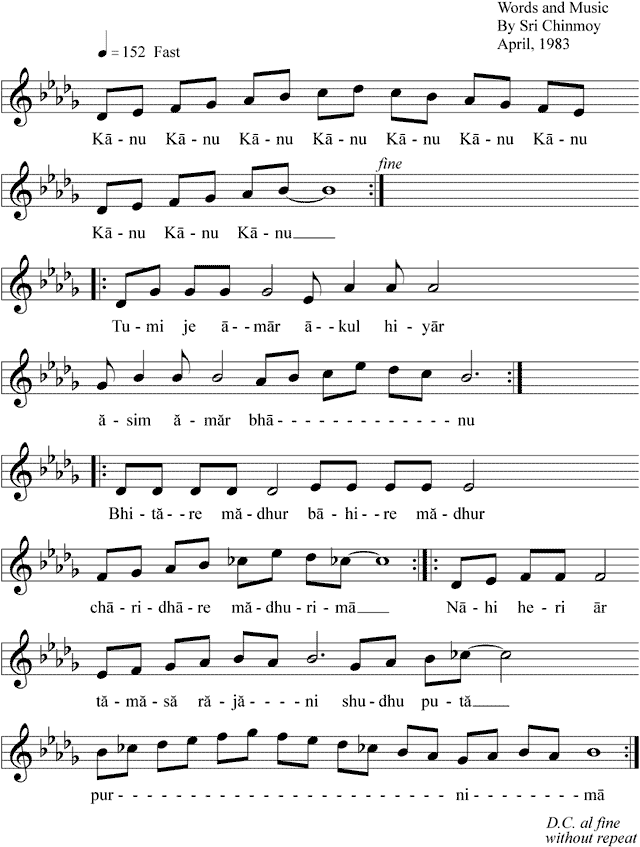 Words and Music
By Sri Chinmoy
April, 1983
♩ = 152 Fast
Kā - nu Kā - nu Kā - nu Kā - nu Kā - nu Kā - nu Kā - nu
fine
Kā - nu Kā - nu Kā - nu
Tu - mi je ā - - mār ā - kul hi - yār
ă - sim ă - măr bhā - - - - - - - - - - - - - nu
Bhi - tă - - re mă - dhur bā - hi - - re mă - dhur
chā - ri - dhā - re mă - dhu - ri - mā Nā - hi he - ri ār
tă - mă - să ră - jă - - - - ni shu - dhu pu - tā
pur - - - - - - - - - - - - - - - - - - - - - - - - - - - - - - - - - - ni - - - - - - mā
D.C. al fine
without repeat